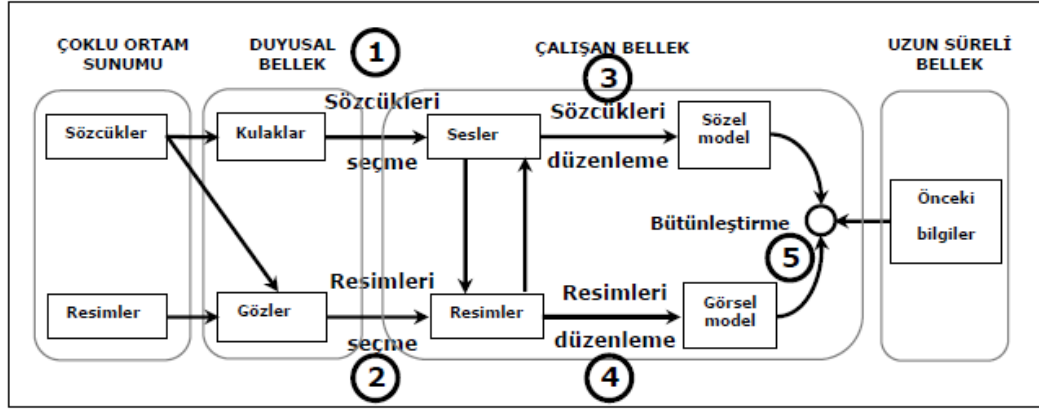 ÇOKLU ORTAM
SUNUMU
DUYUSAL
BELLEK
1
ÇALIŞAN BELLEK
3
UZUN SÜRELİ
BELLEK
Sözcükler
Kulaklar
Sözcükleri
seçme
Sesler
Sözcükleri
düzenleme
Sözel
model
Önceki
bilgiler
Bütünleştirme
5
Resimler
Gözler
Resimleri
seçme
2
Resimler
Resimleri
düzenleme
4
Görsel
model